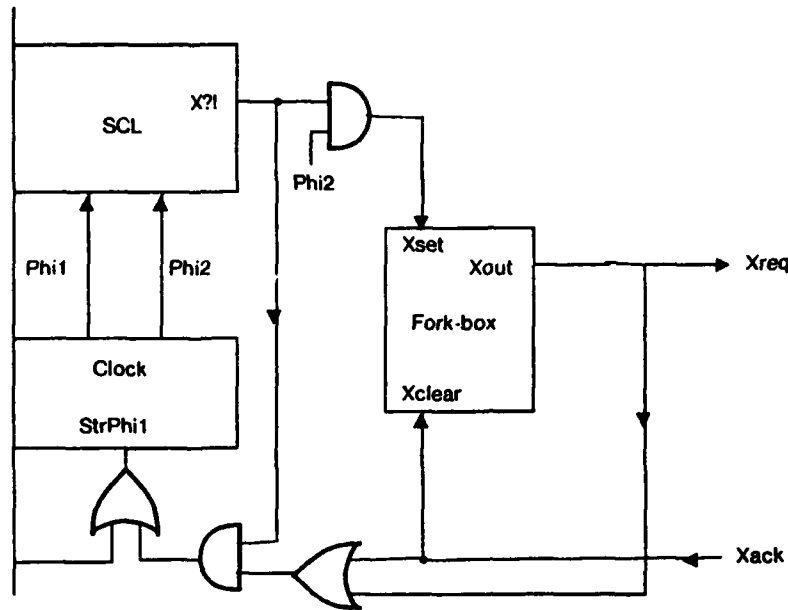 X?!
SCL
Phi2
Phi1
Phi2
Xset
Xout
Xreq
Fork-box
Clock
Xclear
StrPhi1
Xack